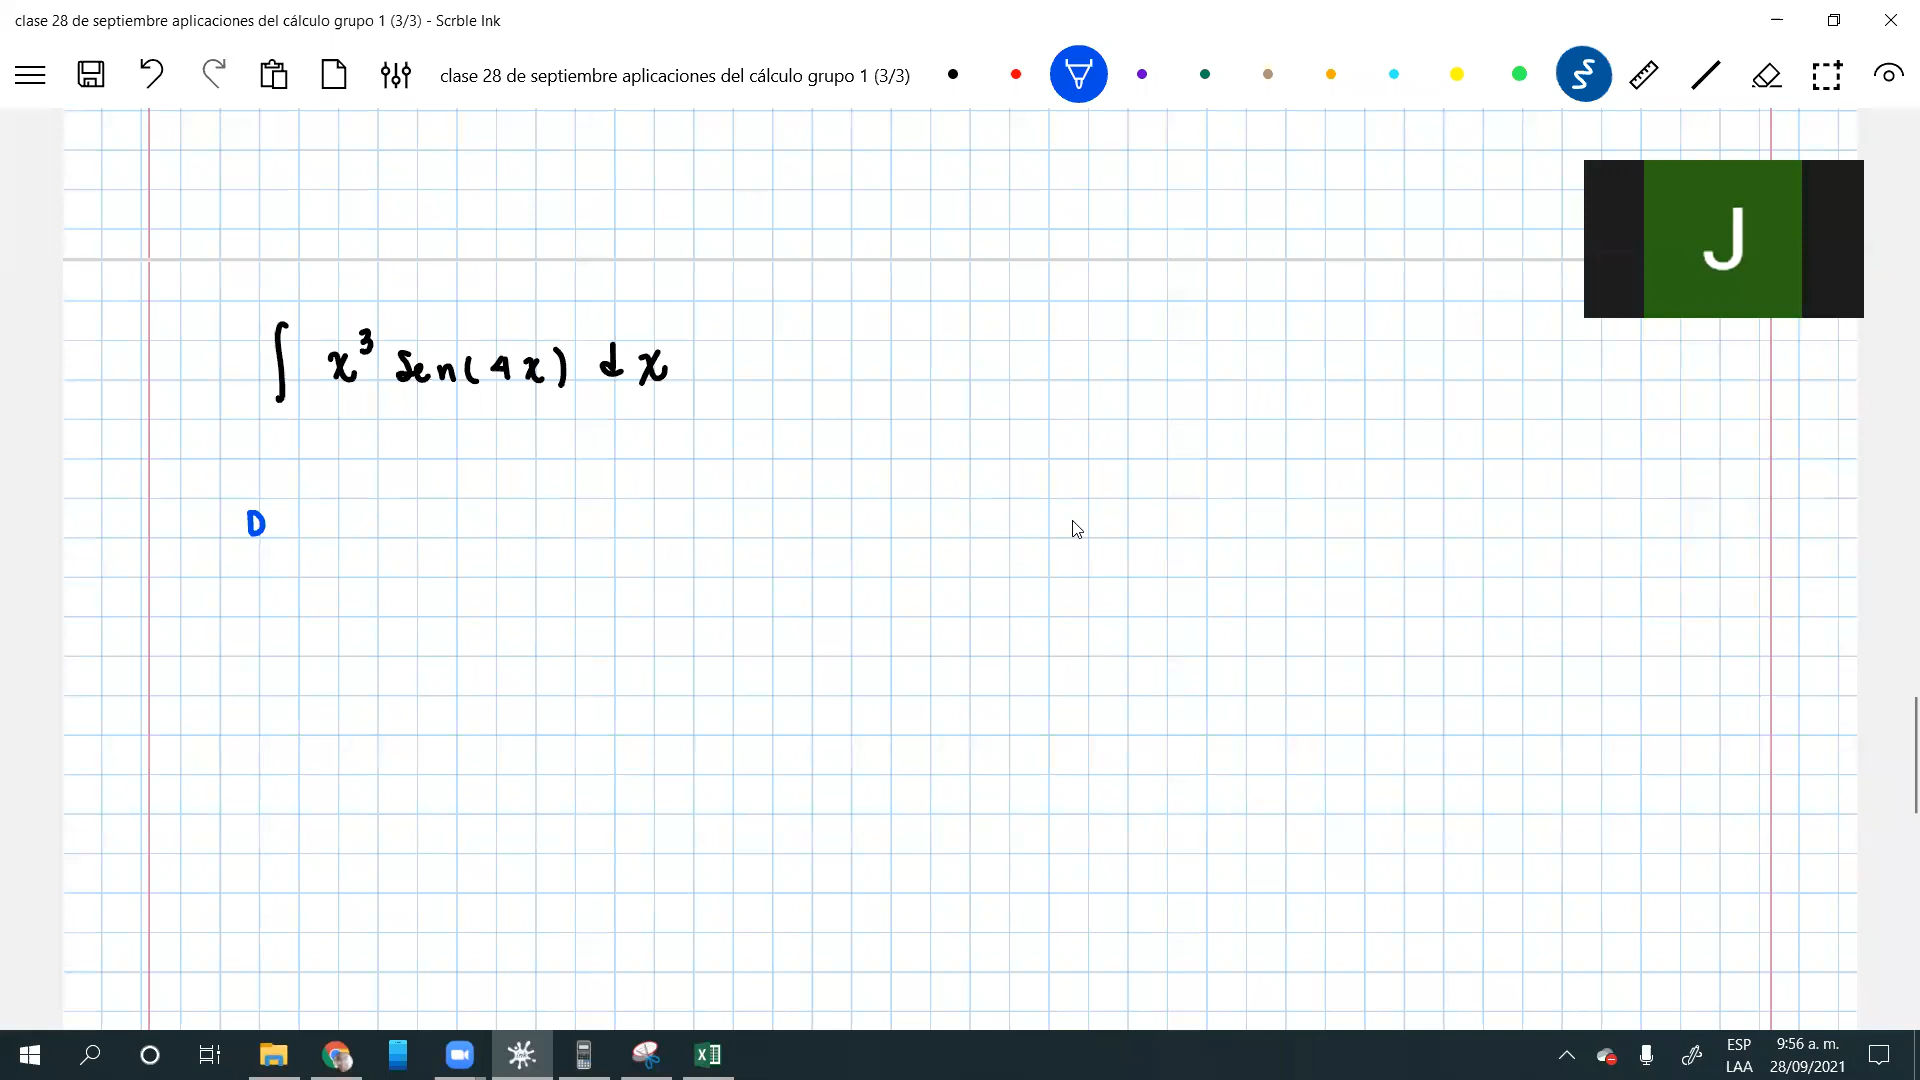 clase 28 de septiembre aplicaciones del cálculo grupo 1 (3/3) - Scrble Ink
clase 28 de septiembre aplicaciones del cálculo grupo 1 (3/3)
J
∫ x³ Sen(4x) dx
D
ESP
LAA
9:56 a. m.
28/09/2021